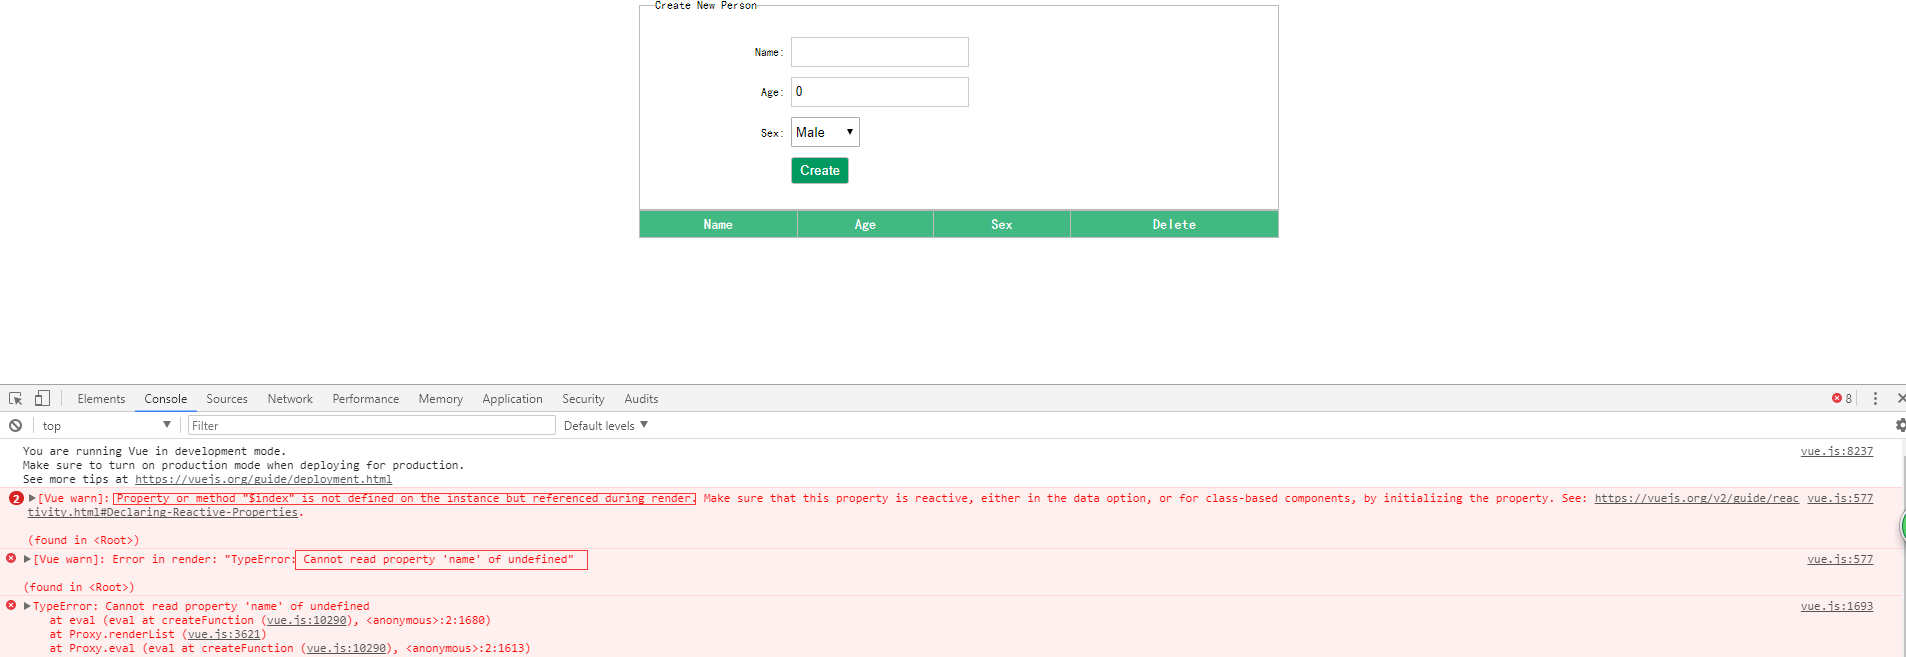 Create New Person
Name:
Age: 0
Sex: Male
Create
Name Age Sex Delete
Elements Console Sources Network Performance Memory Application Security Audits 8
top Filter Default levels
You are running Vue in development mode. vue.js:8237
Make sure to turn on production mode when deploying for production.
See more tips at https://vuejs.org/guide/deployment.html
2 [Vue warn]: Property or method "$index" is not defined on the instance but referenced during render. Make sure that this property is reactive, either in the data option, or for class-based components, by initializing the property. See: https://vuejs.org/v2/guide/reac vue.js:577
tivity.html#Declaring-Reactive-Properties.
(found in <Root>)
[Vue warn]: Error in render: "TypeError: Cannot read property 'name' of undefined" vue.js:577
(found in <Root>)
TypeError: Cannot read property 'name' of undefined vue.js:1693
at eval (eval at createFunction (vue.js:10290), <anonymous>:2:1680)
at Proxy.renderList (vue.js:3621)
at Proxy.eval (eval at createFunction (vue.js:10290), <anonymous>:2:1613)